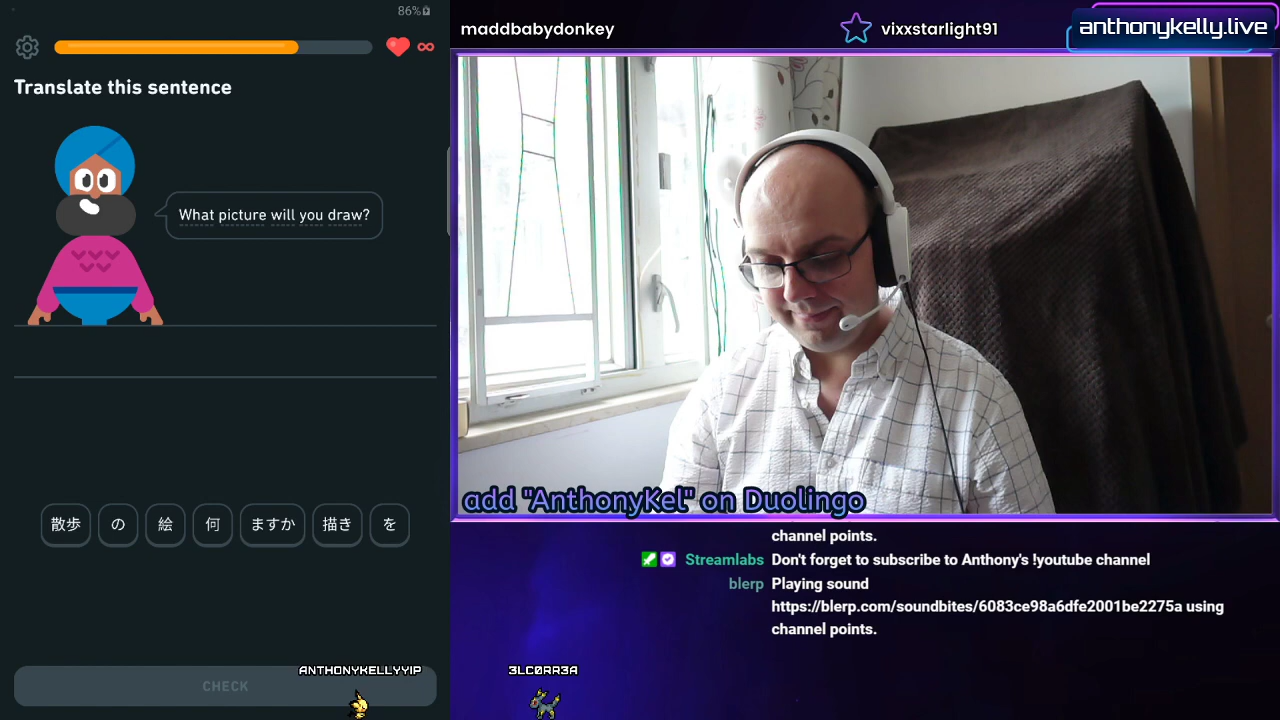 86%
∞
Translate this sentence
What picture will you draw?
散歩
の
絵
何
ますか
描き
を
CHECK
ANTHONYKELLYYIP
maddbabydonkey
vixxstarlight91
anthonykelly.live
add "AnthonyKel" on Duolingo
channel points.
Streamlabs Don't forget to subscribe to Anthony's !youtube channel
blerp Playing sound
https://blerp.com/soundbites/6083ce98a6dfe2001be2275a using
channel points.
3LC0RR3A